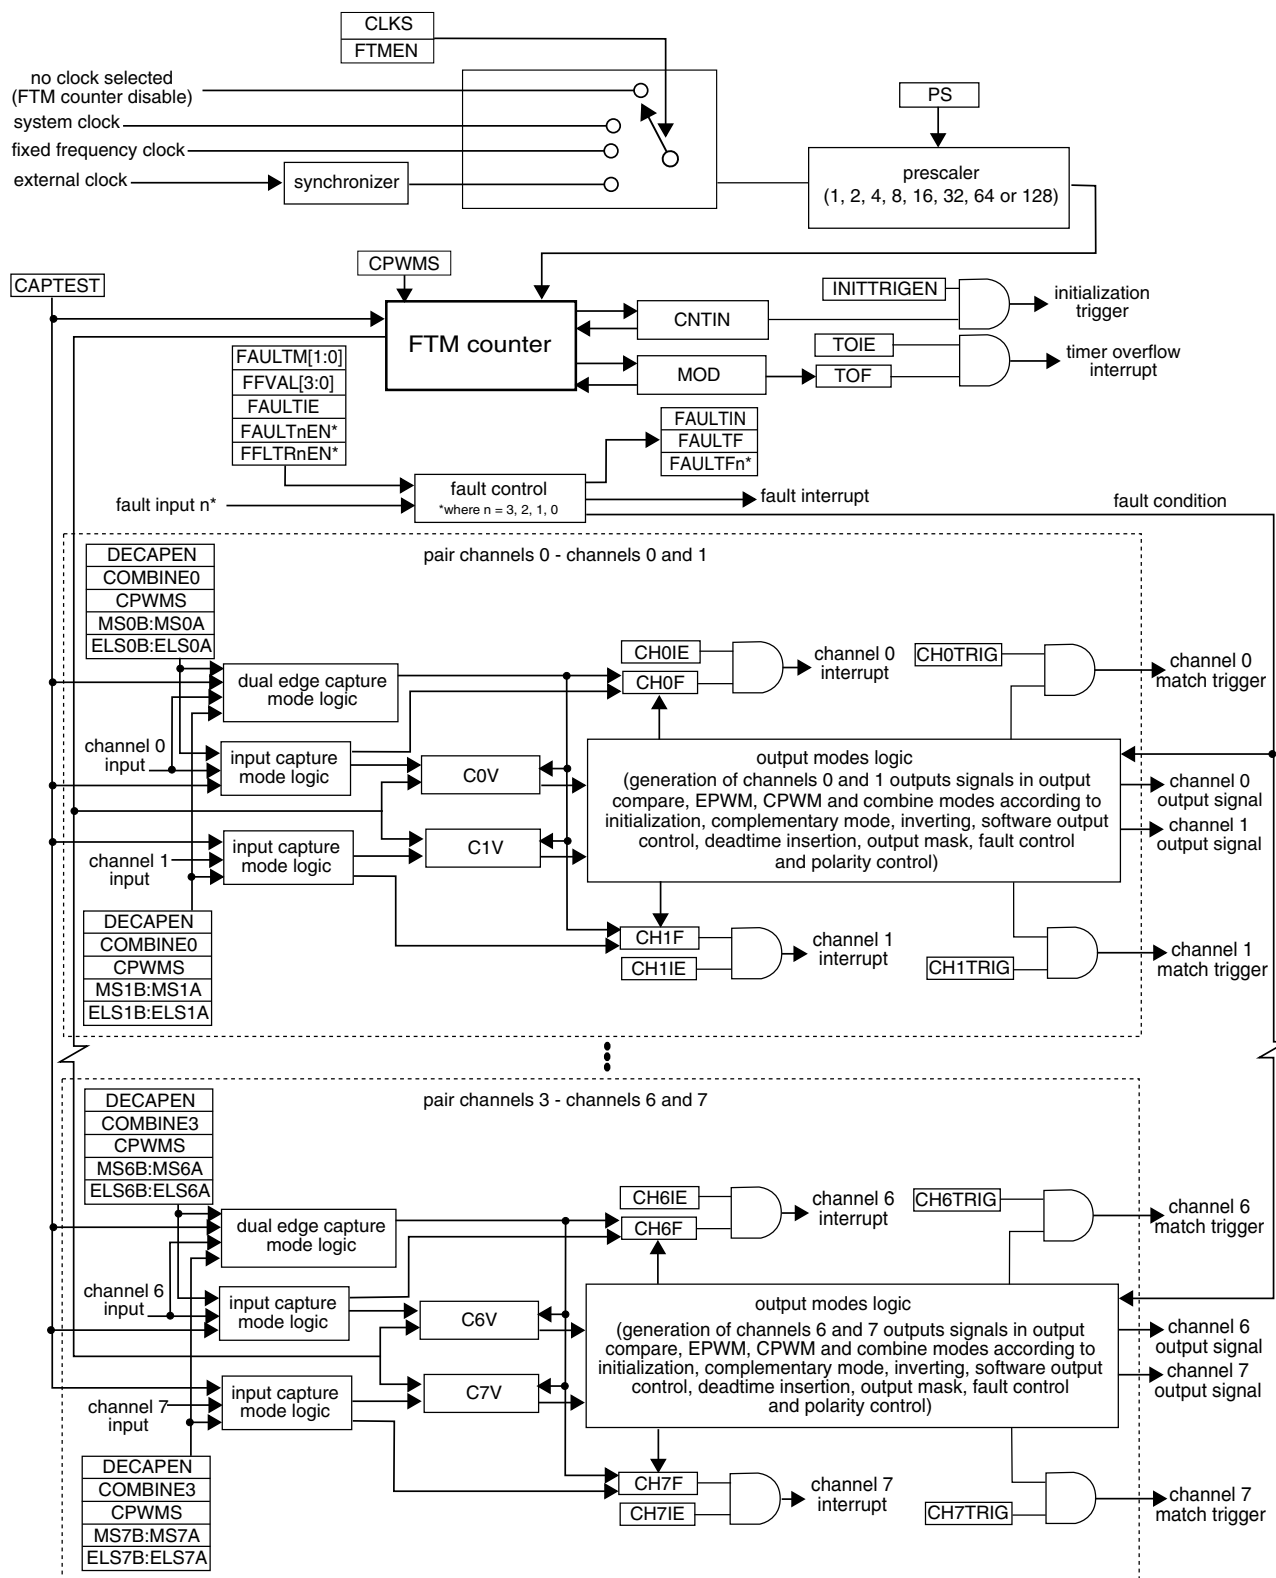 CLKS
FTMEN
no clock selected
(FTM counter disable)
system clock
fixed frequency clock
external clock
synchronizer
PS
prescaler
(1, 2, 4, 8, 16, 32, 64 or 128)
CPWMS
CAPTEST
FTM counter
CNTIN
MOD
INITTRIGEN
initialization
trigger
TOIE
TOF
timer overflow
interrupt
FAULTM[1:0]
FFVAL[3:0]
FAULTIE
FAULTnEN*
FFLTRnEN*
FAULTIN
FAULTF
FAULTFn*
fault input n*
fault control
*where n = 3, 2, 1, 0
fault interrupt
fault condition
pair channels 0 - channels 0 and 1
DECAPEN
COMBINE0
CPWMS
MS0B:MS0A
ELS0B:ELS0A
dual edge capture
mode logic
CH0IE
CH0F
channel 0
interrupt
CH0TRIG
channel 0
match trigger
channel 0
input
input capture
mode logic
C0V
output modes logic
(generation of channels 0 and 1 outputs signals in output
compare, EPWM, CPWM and combine modes according to
initialization, complementary mode, inverting, software output
control, deadtime insertion, output mask, fault control
and polarity control)
channel 0
output signal
channel 1
output signal
channel 1
input
input capture
mode logic
C1V
DECAPEN
COMBINE0
CPWMS
MS1B:MS1A
ELS1B:ELS1A
CH1F
CH1IE
channel 1
interrupt
CH1TRIG
channel 1
match trigger
pair channels 3 - channels 6 and 7
DECAPEN
COMBINE3
CPWMS
MS6B:MS6A
ELS6B:ELS6A
dual edge capture
mode logic
CH6IE
CH6F
channel 6
interrupt
CH6TRIG
channel 6
match trigger
channel 6
input
input capture
mode logic
C6V
output modes logic
(generation of channels 6 and 7 outputs signals in output
compare, EPWM, CPWM and combine modes according to
initialization, complementary mode, inverting, software output
control, deadtime insertion, output mask, fault control
and polarity control)
channel 6
output signal
channel 7
output signal
channel 7
input
input capture
mode logic
C7V
DECAPEN
COMBINE3
CPWMS
MS7B:MS7A
ELS7B:ELS7A
CH7F
CH7IE
channel 7
interrupt
CH7TRIG
channel 7
match trigger